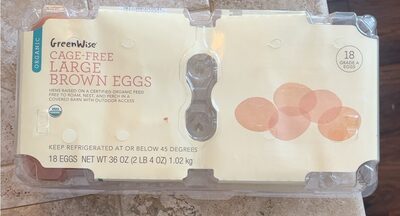 ORGANIC
GreenWise
CAGE-FREE
LARGE
BROWN EGGS
HENS RAISED ON A CERTIFIED ORGANIC FEED
FREE TO ROAM, NEST, AND PERCH IN A
COVERED BARN WITH OUTDOOR ACCESS
USDA
ORGANIC
KEEP REFRIGERATED AT OR BELOW 45 DEGREES
18 EGGS NET WT 36 OZ (2 LB 4 OZ) 1.02 kg
18
GRADE A
EGGS